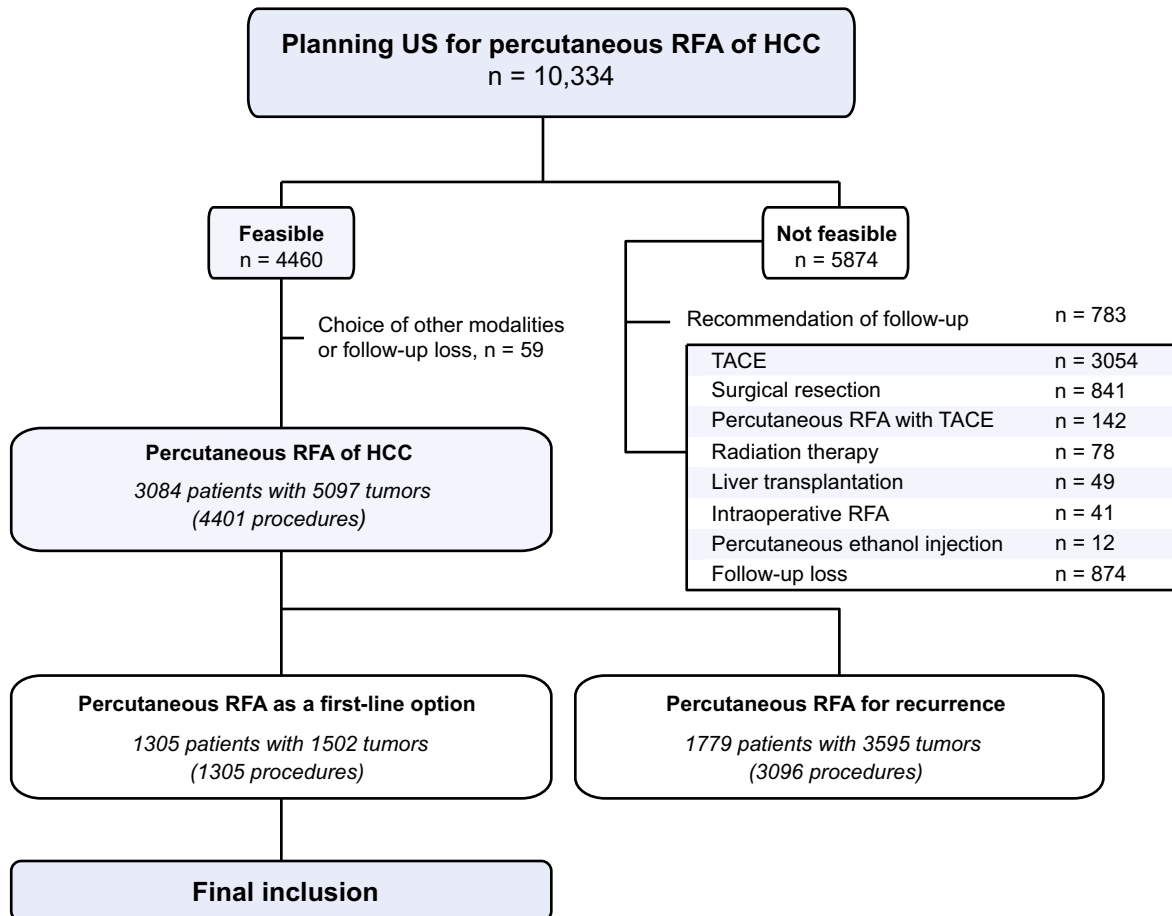 Planning US for percutaneous RFA of HCC
n = 10,334
Feasible
n = 4460
Not feasible
n = 5874
Choice of other modalities
or follow-up loss, n = 59
Recommendation of follow-up n = 783
TACE n = 3054
Surgical resection n = 841
Percutaneous RFA with TACE n = 142
Radiation therapy n = 78
Liver transplantation n = 49
Intraoperative RFA n = 41
Percutaneous ethanol injection n = 12
Follow-up loss n = 874
Percutaneous RFA of HCC
3084 patients with 5097 tumors
(4401 procedures)
Percutaneous RFA as a first-line option
1305 patients with 1502 tumors
(1305 procedures)
Percutaneous RFA for recurrence
1779 patients with 3595 tumors
(3096 procedures)
Final inclusion